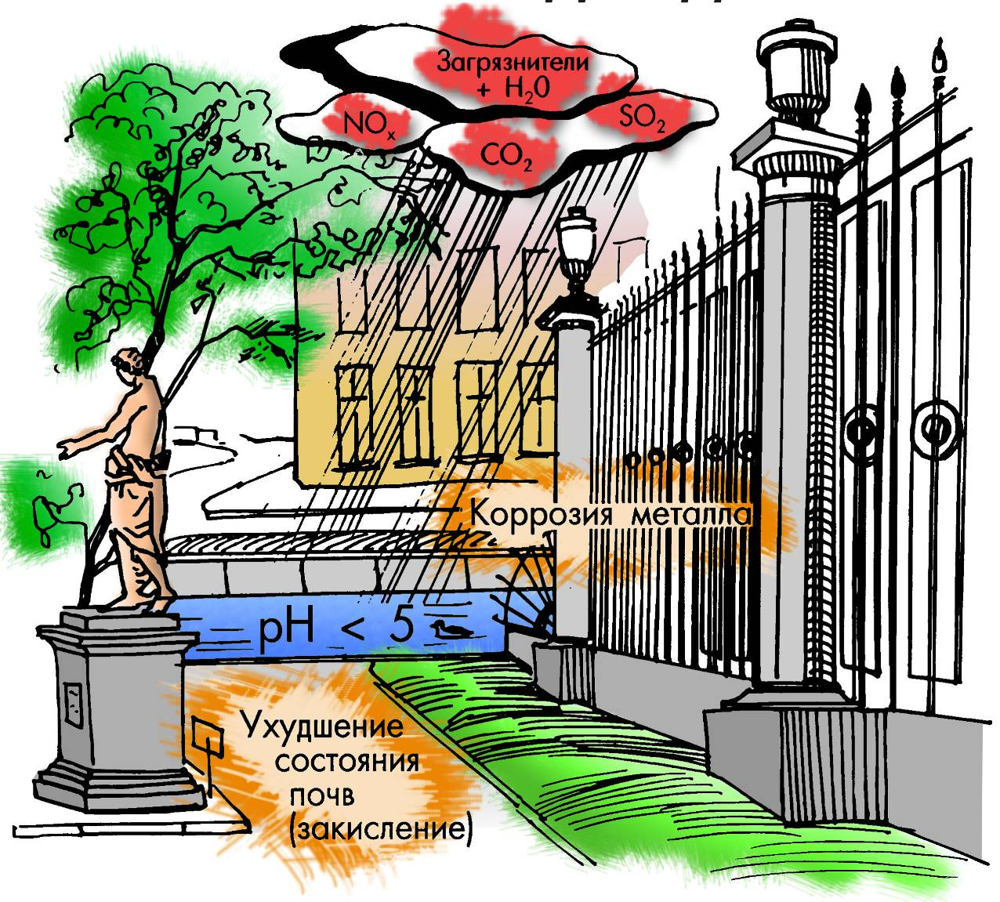 Загрязнители
+ H₂O
NOₓ
SO₂
CO₂
Коррозия металла
pH < 5
Ухудшение
состояния
почв
(закисление)